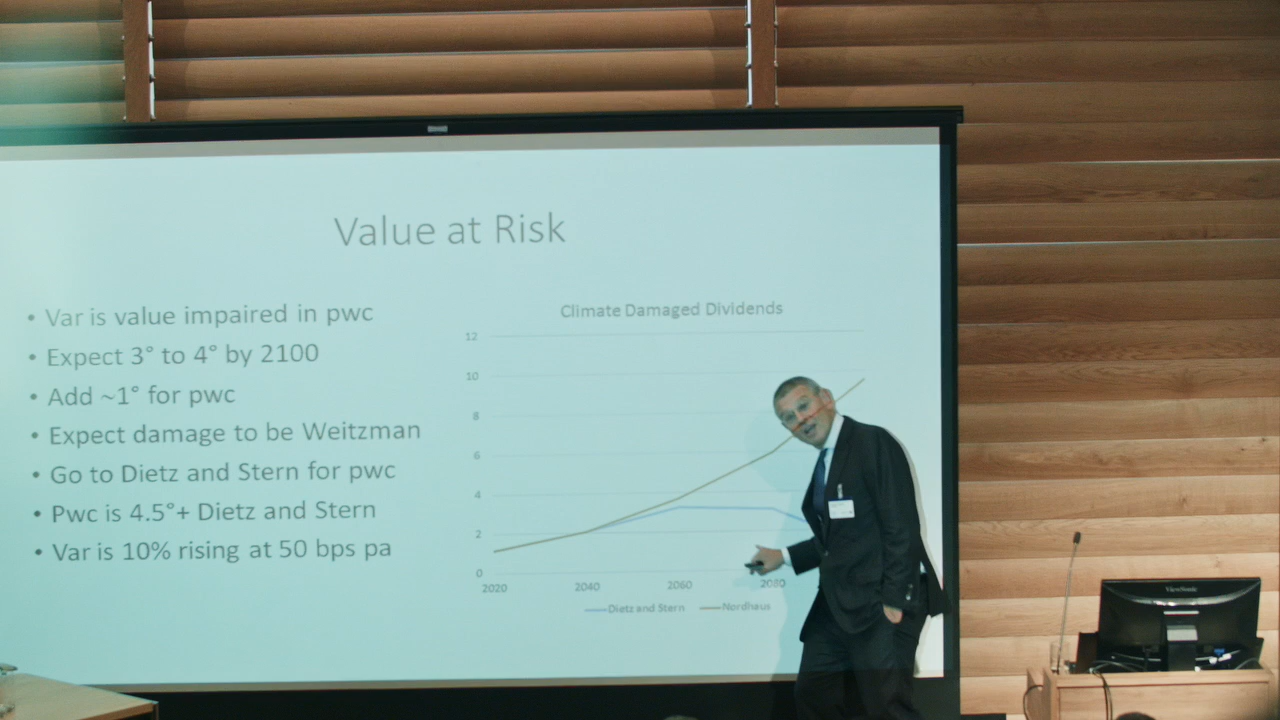 Value at Risk
• Var is value impaired in pwc
• Expect 3° to 4° by 2100
• Add ~1° for pwc
• Expect damage to be Weitzman
• Go to Dietz and Stern for pwc
• Pwc is 4.5°+ Dietz and Stern
• Var is 10% rising at 50 bps pa
Climate Damaged Dividends
12
10
8
6
4
2
0
2020 2040 2060 2080
Dietz and Stern Nordhaus
ViewSonic